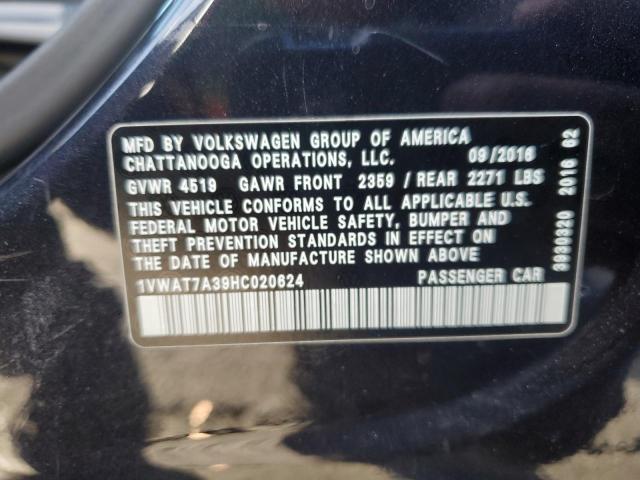 MFD BY VOLKSWAGEN GROUP OF AMERICA
CHATTANOOGA OPERATIONS, LLC. 09/2016
GVWR 4519 GAWR FRONT 2359 / REAR 2271 LBS
THIS VEHICLE CONFORMS TO ALL APPLICABLE U.S.
FEDERAL MOTOR VEHICLE SAFETY, BUMPER AND
THEFT PREVENTION STANDARDS IN EFFECT ON
THE DATE OF MANUFACTURE SHOWN ABOVE
1VWAT7A39HC020624 PASSENGER CAR
3930320 2016 62